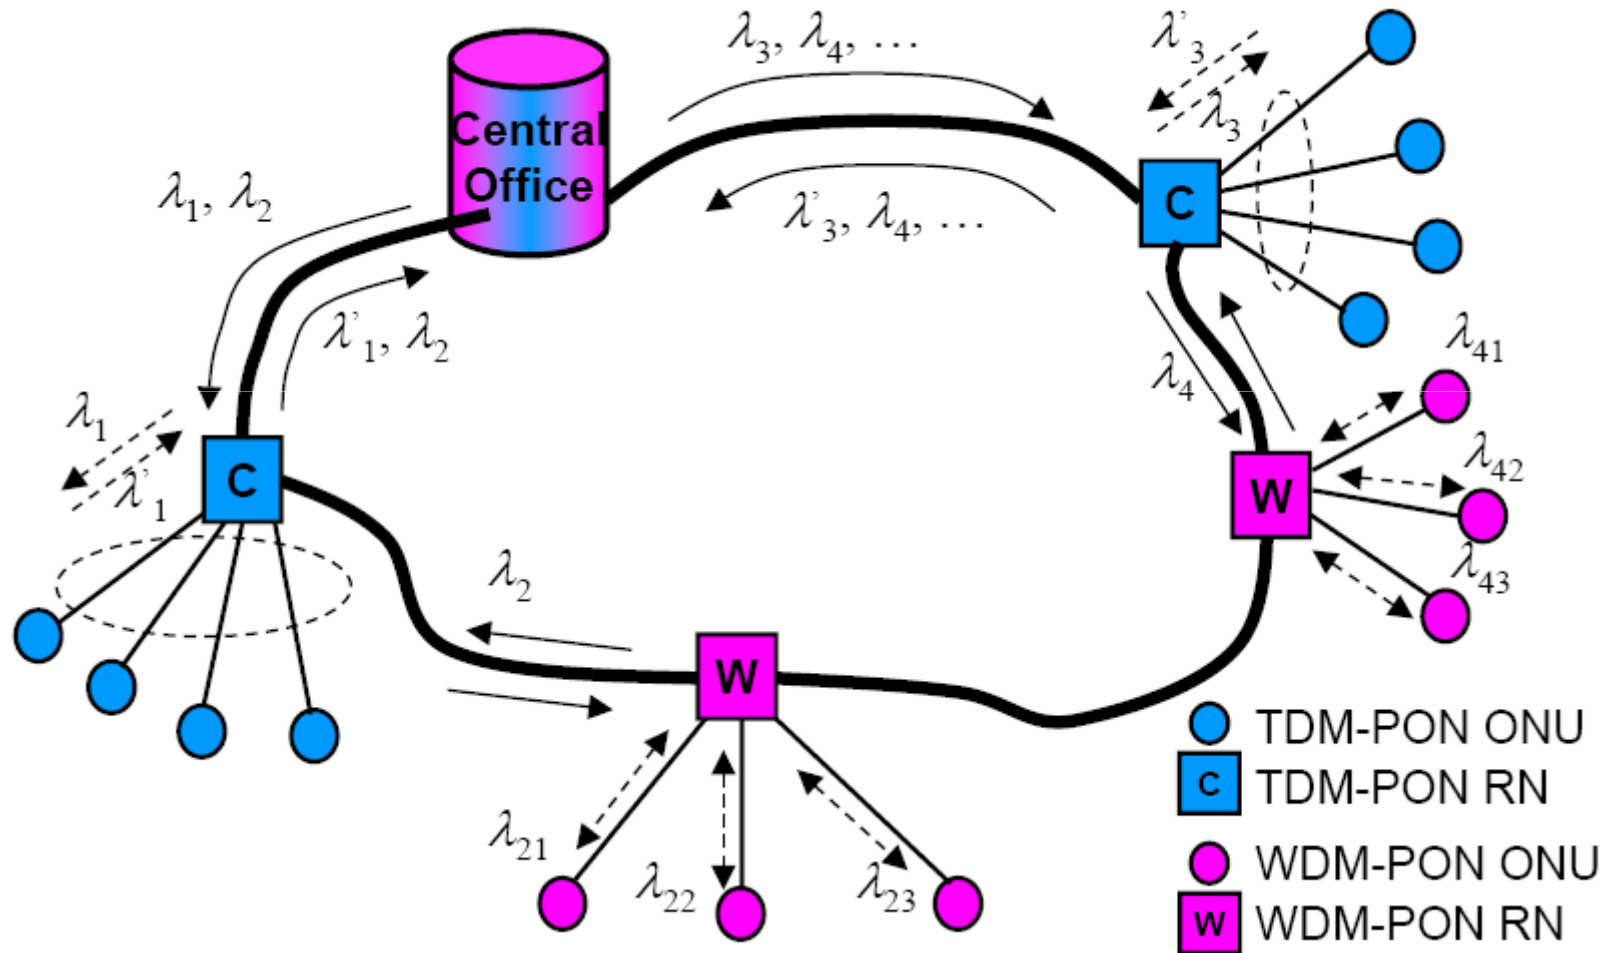 λ3, λ4, …
λ'3
λ3
Central
Office
C
λ1, λ2
λ'3, λ4, …
λ'1, λ2
λ4
λ41
λ1
λ'1
C
W
λ42
λ43
λ2
W
TDM-PON ONU
C TDM-PON RN
λ21
λ22
λ23
WDM-PON ONU
W WDM-PON RN